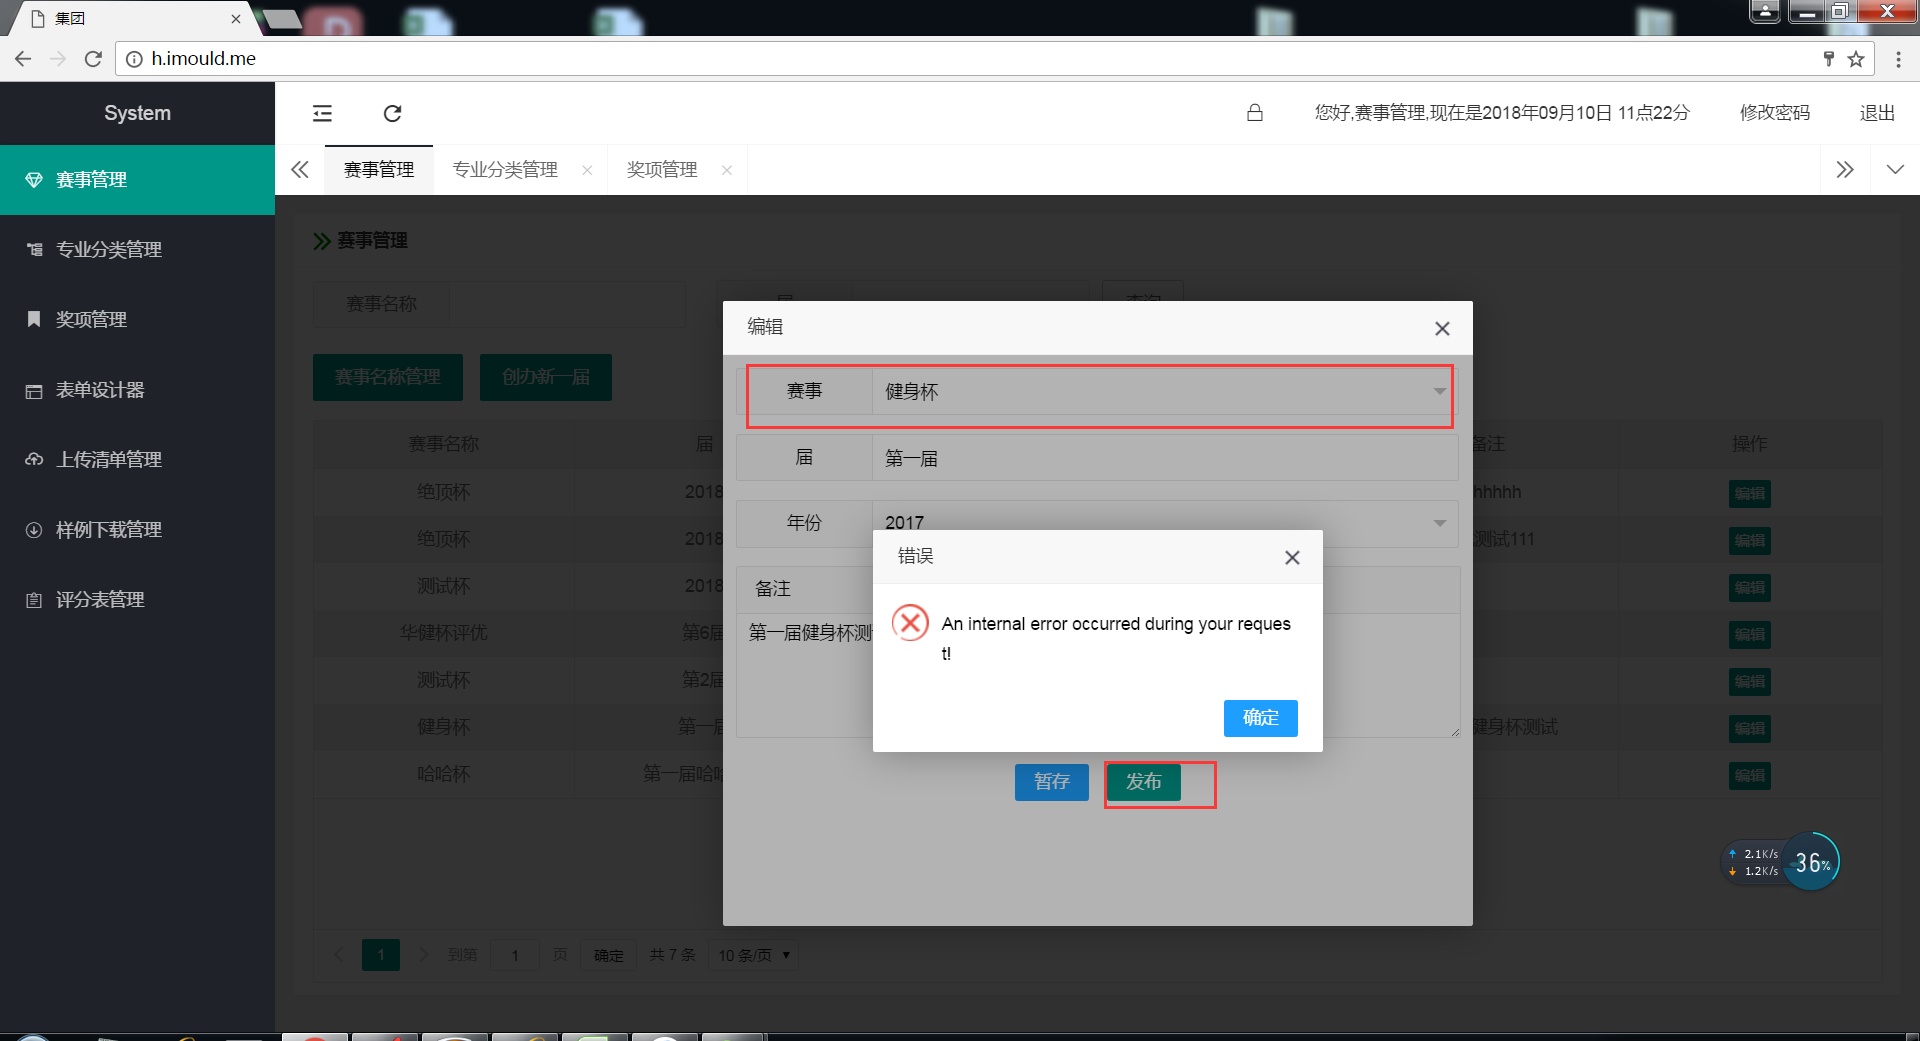 集团
h.imould.me
System
您好,赛事管理,现在是2018年09月10日 11点22分
修改密码
退出
赛事管理
专业分类管理
奖项管理
赛事管理
专业分类管理
奖项管理
表单设计器
上传清单管理
样例下载管理
评分表管理
赛事管理
赛事名称
届
查询
赛事名称管理
创办新一届
赛事名称
届
备注
操作
绝顶杯
2018
hhhhh
编辑
绝顶杯
2018
测试111
编辑
测试杯
2018
编辑
华健杯评优
第6届
编辑
测试杯
第2届
编辑
健身杯
第一届
健身杯测试
编辑
哈哈杯
第一届哈哈
编辑
编辑
赛事
健身杯
届
第一届
年份
2017
备注
第一届健身杯测
暂存
发布
错误
An internal error occurred during your reques
t!
确定
2.1K/s
1.2K/s
36%
1
到第
1
页
确定
共 7 条
10 条/页